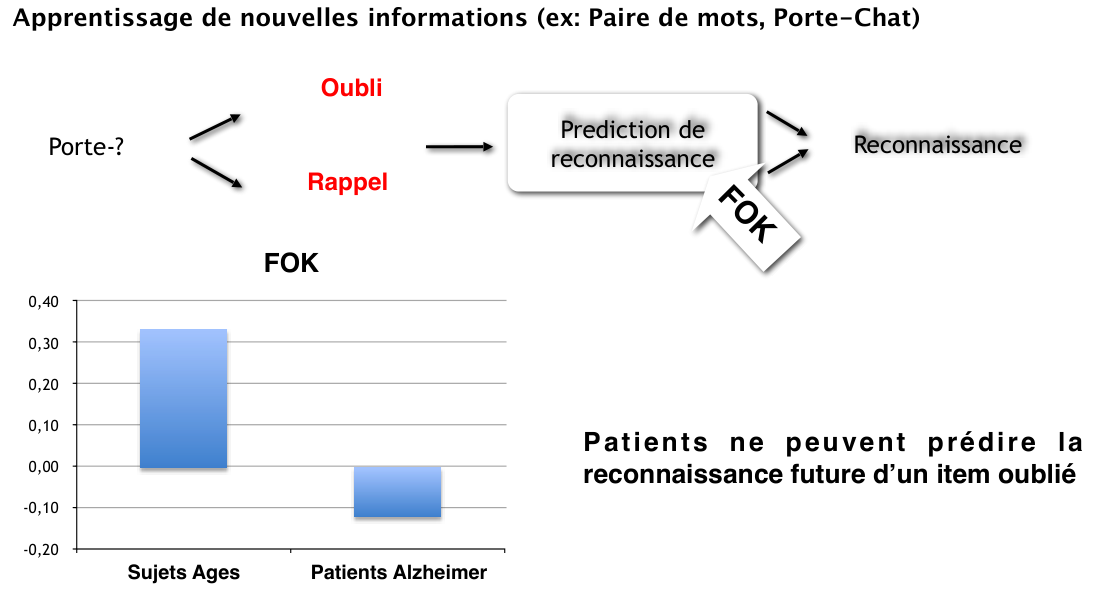 Apprentissage de nouvelles informations (ex: Paire de mots, Porte-Chat)
Oubli
Porte-?
Rappel
Prediction de
reconnaissance
FOK
Reconnaissance
FOK
0,40
0,30
0,20
0,10
0,00
-0,10
-0,20
Sujets Ages
Patients Alzheimer
Patients ne peuvent prédire la
reconnaissance future d’un item oublié